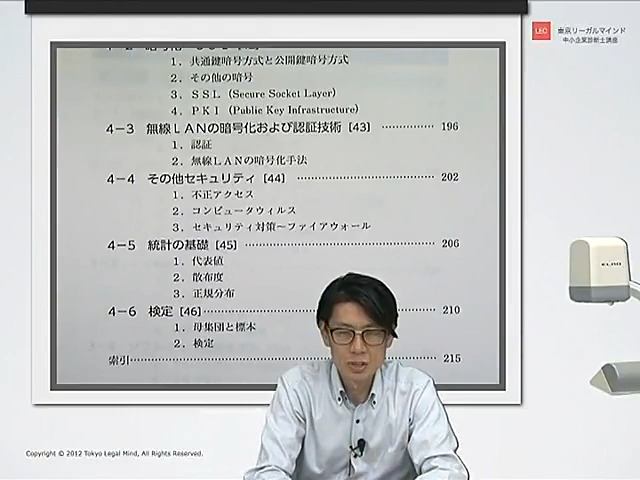 LEC 東京リーガルマインド
中小企業診断士講座
1．共通鍵暗号方式と公開鍵暗号方式
2．その他の暗号
3．ＳＳＬ（Secure Socket Layer）
4．ＰＫＩ（Public Key Infrastructure）
4－3 無線ＬＡＮの暗号化および認証技術［43］ ……………… 196
1．認証
2．無線ＬＡＮの暗号化手法
4－4 その他セキュリティ［44］ ……………… 202
1．不正アクセス
2．コンピュータウィルス
3．セキュリティ対策～ファイアウォール
4－5 統計の基礎［45］ ……………… 206
1．代表値
2．散布度
3．正規分布
4－6 検定［46］ ……………… 210
1．母集団と標本
2．検定
索引 ……………… 215
ELMO
Copyright © 2012 Tokyo Legal Mind, All Rights Reserved.